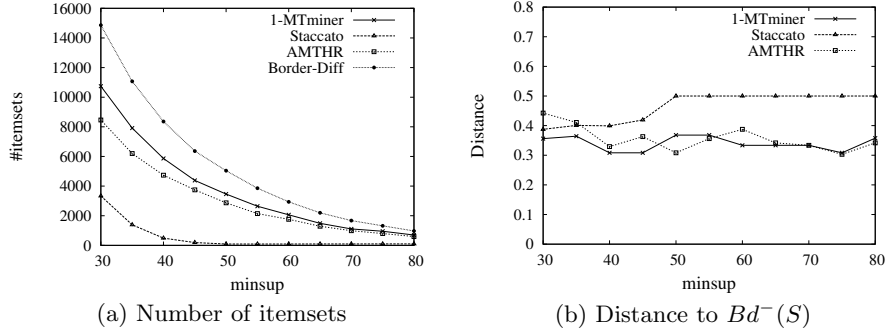 16000
14000
12000
10000
8000
6000
4000
2000
0
30 40 50 60 70 80
#itemsets
minsup
1-MTminer
Staccato
AMTHR
Border-Diff
(a) Number of itemsets
0.8
0.7
0.6
0.5
0.4
0.3
0.2
0.1
0
30 40 50 60 70 80
Distance
minsup
1-MTminer
Staccato
AMTHR
(b) Distance to Bd⁻(S)